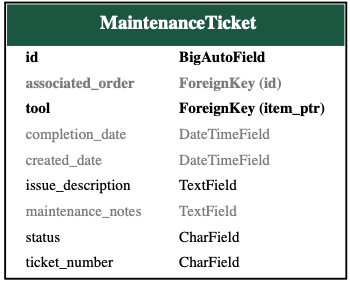 MaintenanceTicket
id BigAutoField
associated_order ForeignKey (id)
tool ForeignKey (item_ptr)
completion_date DateTimeField
created_date DateTimeField
issue_description TextField
maintenance_notes TextField
status CharField
ticket_number CharField